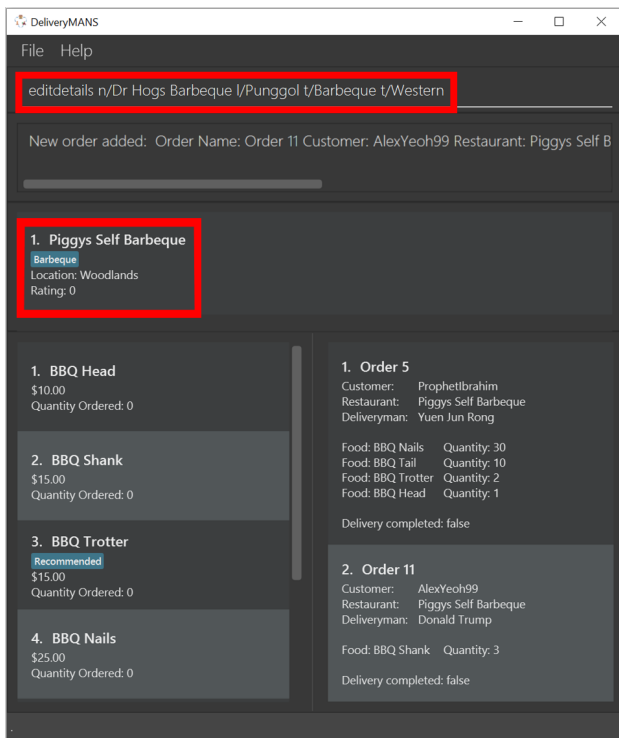 DeliveryMANS
File Help
editdetails n/Dr Hogs Barbeque l/Punggol t/Barbeque t/Western
New order added: Order Name: Order 11 Customer: AlexYeoh99 Restaurant: Piggys Self B
1. Piggys Self Barbeque
Barbeque
Location: Woodlands
Rating: 0
1. BBQ Head
$10.00
Quantity Ordered: 0
2. BBQ Shank
$15.00
Quantity Ordered: 0
3. BBQ Trotter
Recommended
$15.00
Quantity Ordered: 0
4. BBQ Nails
$25.00
Quantity Ordered: 0
1. Order 5
Customer: ProphetIbrahim
Restaurant: Piggys Self Barbeque
Deliveryman: Yuen Jun Rong
Food: BBQ Nails Quantity: 30
Food: BBQ Tail Quantity: 10
Food: BBQ Trotter Quantity: 2
Food: BBQ Head Quantity: 1
Delivery completed: false
2. Order 11
Customer: AlexYeoh99
Restaurant: Piggys Self Barbeque
Deliveryman: Donald Trump
Food: BBQ Shank Quantity: 3
Delivery completed: false
.